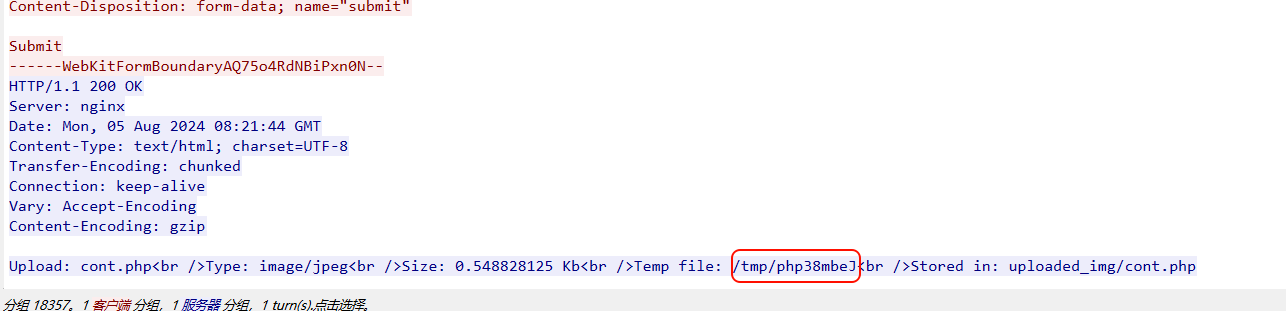 Content-Disposition: form-data; name="submit"
Submit
------WebKitFormBoundaryAQ75o4RdNBiPxn0N--
HTTP/1.1 200 OK
Server: nginx
Date: Mon, 05 Aug 2024 08:21:44 GMT
Content-Type: text/html; charset=UTF-8
Transfer-Encoding: chunked
Connection: keep-alive
Vary: Accept-Encoding
Content-Encoding: gzip
Upload: cont.php<br />Type: image/jpeg<br />Size: 0.548828125 Kb<br />Temp file: /tmp/php38mbeJ<br />Stored in: uploaded_img/cont.php
分组 18357。1 客户端 分组，1 服务器 分组，1 turn(s).点击选择。